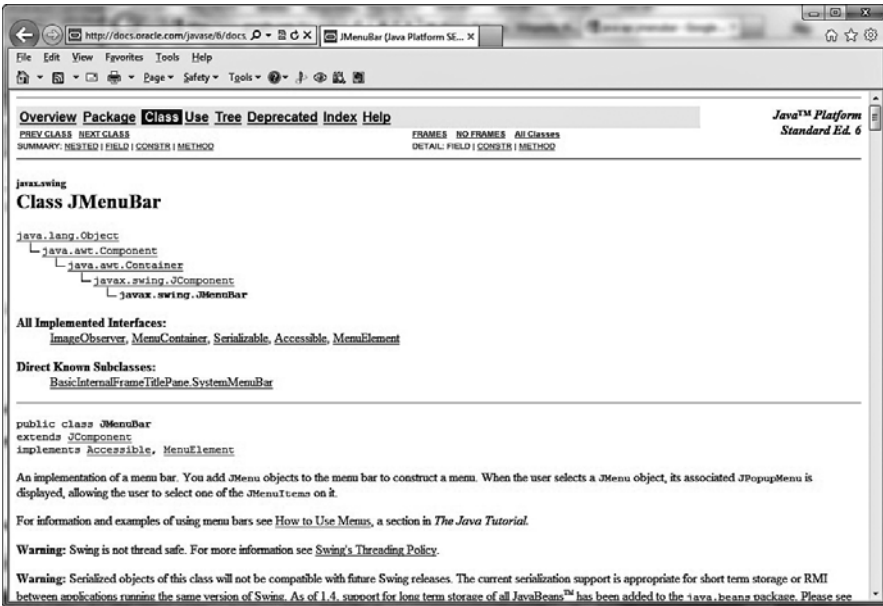 http://docs.oracle.com/javase/6/docs
JMenuBar (Java Platform SE...
File Edit View Favorites Tools Help
Page Safety Tools
Overview Package Class Use Tree Deprecated Index Help
Java™ Platform
Standard Ed. 6
PREV CLASS NEXT CLASS
FRAMES NO FRAMES All Classes
SUMMARY: NESTED | FIELD | CONSTR | METHOD
DETAIL: FIELD | CONSTR | METHOD
javax.swing
Class JMenuBar
java.lang.Object
java.awt.Component
java.awt.Container
javax.swing.JComponent
javax.swing.JMenuBar
All Implemented Interfaces:
ImageObserver, MenuContainer, Serializable, Accessible, MenuElement
Direct Known Subclasses:
BasicInternalFrameTitlePane.SystemMenuBar
public class JMenuBar
extends JComponent
implements Accessible, MenuElement
An implementation of a menu bar. You add JMenu objects to the menu bar to construct a menu. When the user selects a JMenu object, its associated JPopupMenu is
displayed, allowing the user to select one of the JMenuItems on it.
For information and examples of using menu bars see How to Use Menus, a section in The Java Tutorial.
Warning: Swing is not thread safe. For more information see Swing's Threading Policy.
Warning: Serialized objects of this class will not be compatible with future Swing releases. The current serialization support is appropriate for short term storage or RMI
between applications running the same version of Swing. As of 1.4, support for long term storage of all JavaBeans™ has been added to the java.beans package. Please see